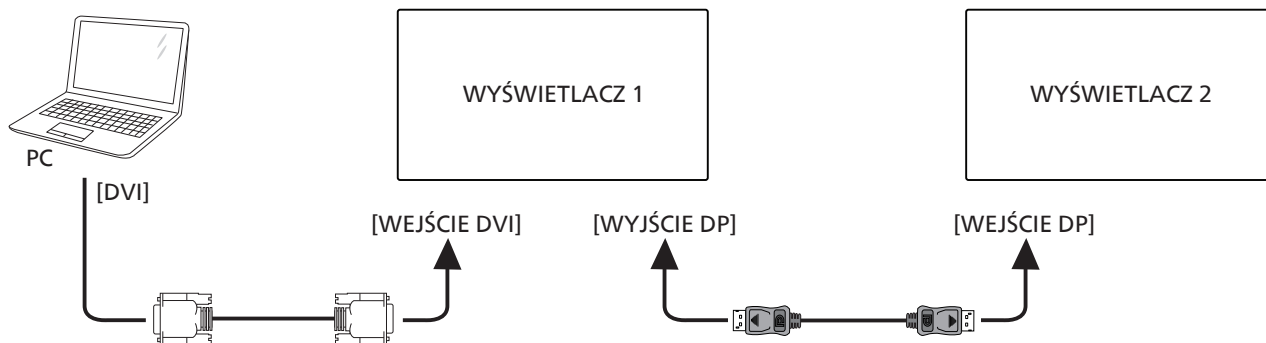 WYŚWIETLACZ 1
WYŚWIETLACZ 2
PC
[DVI]
[WEJŚCIE DVI]
[WYJŚCIE DP]
[WEJŚCIE DP]